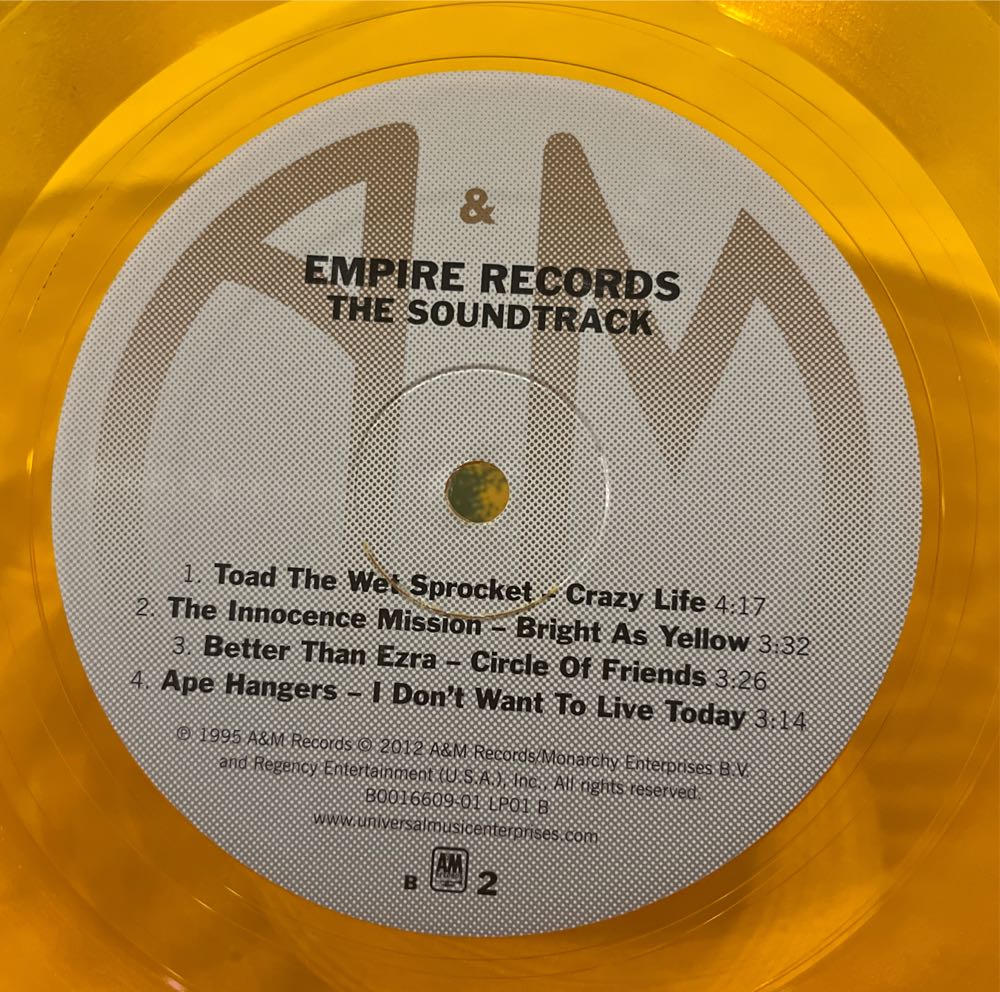 A & M
EMPIRE RECORDS
THE SOUNDTRACK
1. Toad The Wet Sprocket – Crazy Life 4:17
2. The Innocence Mission – Bright As Yellow 3:32
3. Better Than Ezra – Circle Of Friends 3:26
4. Ape Hangers – I Don't Want To Live Today 3:14
℗ 1995 A&M Records © 2012 A&M Records/Monarchy Enterprises B.V.
and Regency Entertainment (U.S.A.), Inc., All rights reserved.
B0016609-01 LP01 B
www.universalmusicenterprises.com
B AM 2